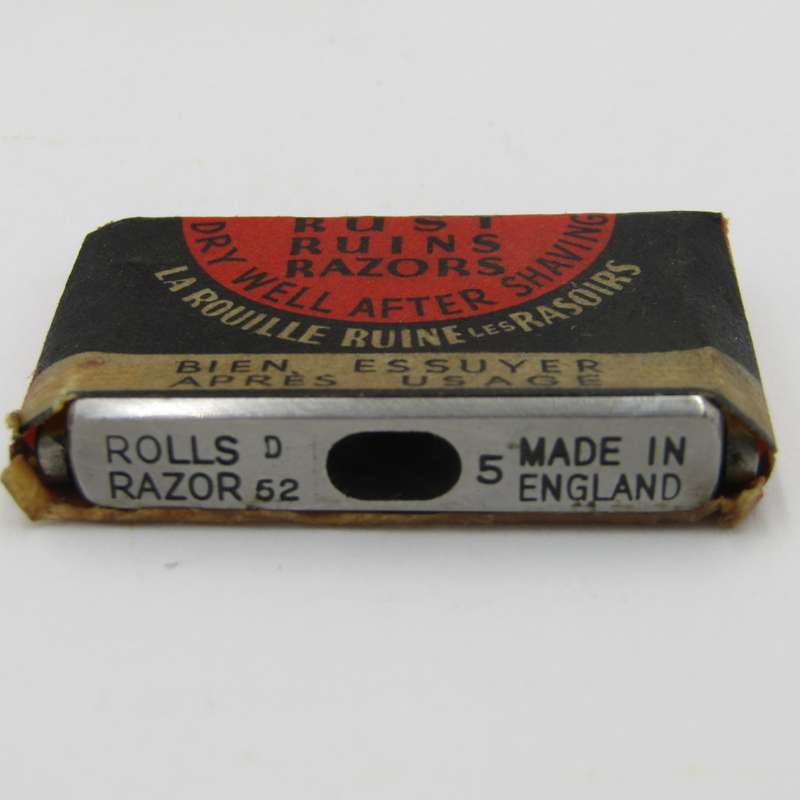 RUST
RUINS
RAZORS
DRY WELL AFTER SHAVING
LA ROUILLE RUINE LES RASOIRS
BIEN ESSUYER
APRÈS USAGE
ROLLS D
RAZOR 52
5
MADE IN
ENGLAND